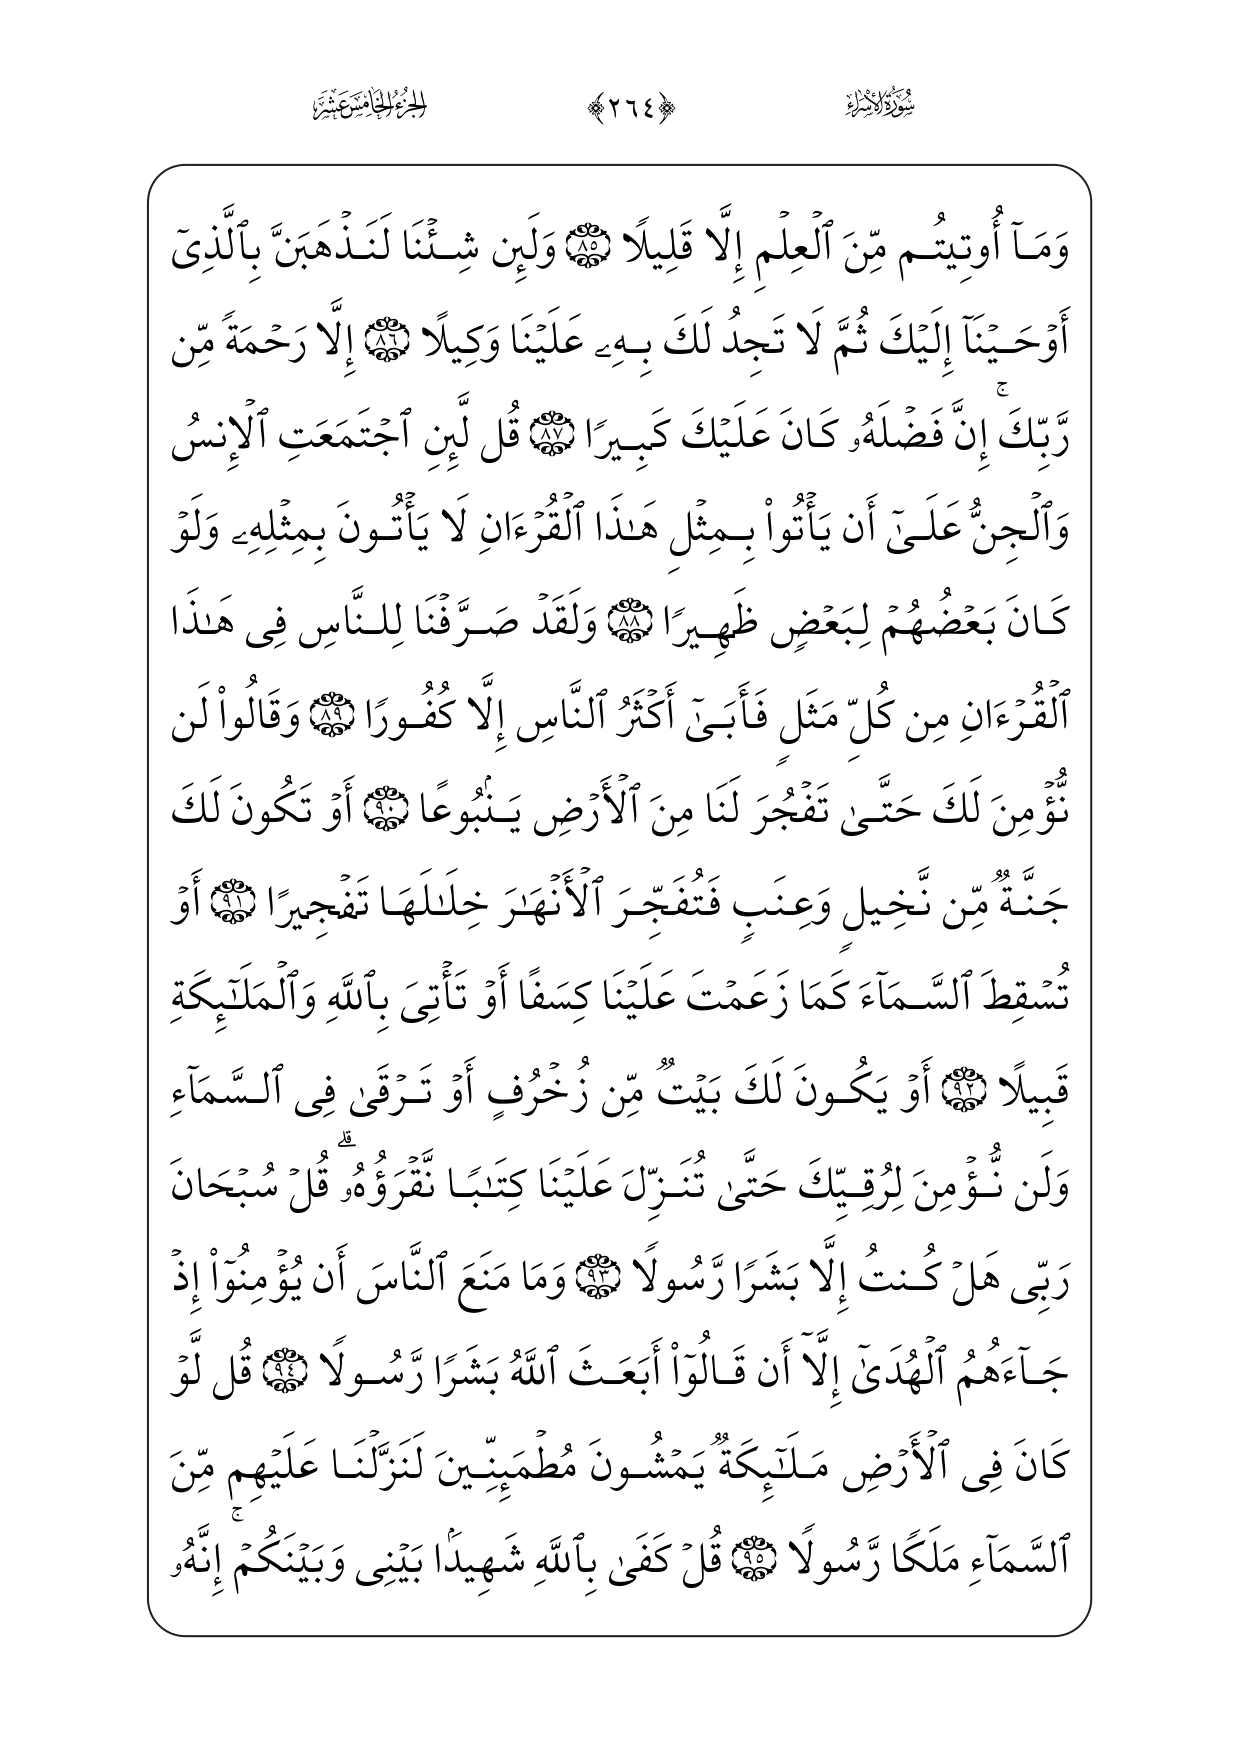 سُورَةُ الإِسْرَاء ﴿٢٦٤﴾ الجُزْءُ الخَامِسَ عَشَرَ
وَمَآ أُوتِيتُم مِّنَ ٱلْعِلْمِ إِلَّا قَلِيلًا ٨٥ وَلَئِن شِئْنَا لَنَذْهَبَنَّ بِٱلَّذِىٓ
أَوْحَيْنَآ إِلَيْكَ ثُمَّ لَا تَجِدُ لَكَ بِهِۦ عَلَيْنَا وَكِيلًا ٨٦ إِلَّا رَحْمَةً مِّن
رَّبِّكَ ۚ إِنَّ فَضْلَهُۥ كَانَ عَلَيْكَ كَبِيرًا ٨٧ قُل لَّئِنِ ٱجْتَمَعَتِ ٱلْإِنسُ
وَٱلْجِنُّ عَلَىٰٓ أَن يَأْتُوا۟ بِمِثْلِ هَـٰذَا ٱلْقُرْءَانِ لَا يَأْتُونَ بِمِثْلِهِۦ وَلَوْ
كَانَ بَعْضُهُمْ لِبَعْضٍ ظَهِيرًا ٨٨ وَلَقَدْ صَرَّفْنَا لِلنَّاسِ فِى هَـٰذَا
ٱلْقُرْءَانِ مِن كُلِّ مَثَلٍ فَأَبَىٰٓ أَكْثَرُ ٱلنَّاسِ إِلَّا كُفُورًا ٨٩ وَقَالُوا۟ لَن
نُّؤْمِنَ لَكَ حَتَّىٰ تَفْجُرَ لَنَا مِنَ ٱلْأَرْضِ يَنۢبُوعًا ٩٠ أَوْ تَكُونَ لَكَ
جَنَّةٌ مِّن نَّخِيلٍ وَعِنَبٍ فَتُفَجِّرَ ٱلْأَنْهَـٰرَ خِلَـٰلَهَا تَفْجِيرًا ٩١ أَوْ
تُسْقِطَ ٱلسَّمَآءَ كَمَا زَعَمْتَ عَلَيْنَا كِسَفًا أَوْ تَأْتِىَ بِٱللَّهِ وَٱلْمَلَـٰٓئِكَةِ
قَبِيلًا ٩٢ أَوْ يَكُونَ لَكَ بَيْتٌ مِّن زُخْرُفٍ أَوْ تَرْقَىٰ فِى ٱلسَّمَآءِ
وَلَن نُّؤْمِنَ لِرُقِيِّكَ حَتَّىٰ تُنَزِّلَ عَلَيْنَا كِتَـٰبًا نَّقْرَؤُهُۥ ۗ قُلْ سُبْحَانَ
رَبِّى هَلْ كُنتُ إِلَّا بَشَرًا رَّسُولًا ٩٣ وَمَا مَنَعَ ٱلنَّاسَ أَن يُؤْمِنُوٓا۟ إِذْ
جَآءَهُمُ ٱلْهُدَىٰٓ إِلَّآ أَن قَالُوٓا۟ أَبَعَثَ ٱللَّهُ بَشَرًا رَّسُولًا ٩٤ قُل لَّوْ
كَانَ فِى ٱلْأَرْضِ مَلَـٰٓئِكَةٌ يَمْشُونَ مُطْمَئِنِّينَ لَنَزَّلْنَا عَلَيْهِم مِّنَ
ٱلسَّمَآءِ مَلَكًا رَّسُولًا ٩٥ قُلْ كَفَىٰ بِٱللَّهِ شَهِيدًۢا بَيْنِى وَبَيْنَكُمْ ۚ إِنَّهُۥ